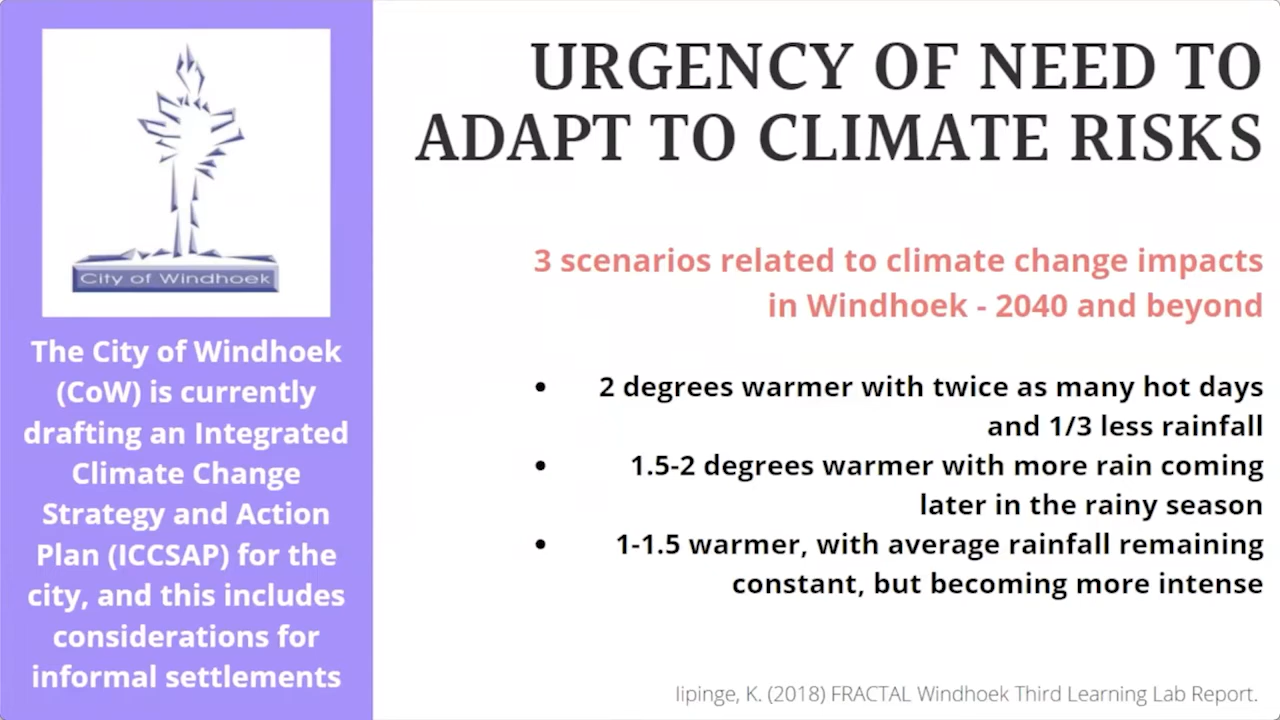 City of Windhoek
The City of Windhoek
(CoW) is currently
drafting an Integrated
Climate Change
Strategy and Action
Plan (ICCSAP) for the
city, and this includes
considerations for
informal settlements
URGENCY OF NEED TO
ADAPT TO CLIMATE RISKS
3 scenarios related to climate change impacts
in Windhoek - 2040 and beyond
• 2 degrees warmer with twice as many hot days
and 1/3 less rainfall
• 1.5-2 degrees warmer with more rain coming
later in the rainy season
• 1-1.5 warmer, with average rainfall remaining
constant, but becoming more intense
Iipinge, K. (2018) FRACTAL Windhoek Third Learning Lab Report.